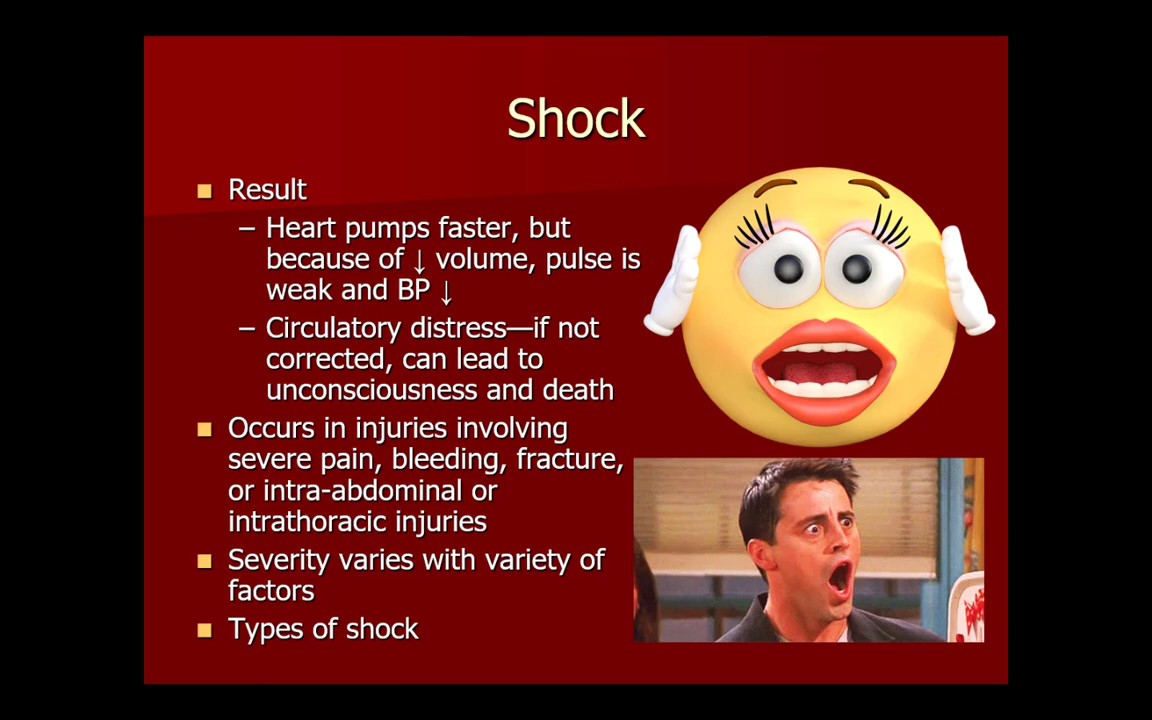 Shock
■ Result
– Heart pumps faster, but
because of ↓ volume, pulse is
weak and BP ↓
– Circulatory distress—if not
corrected, can lead to
unconsciousness and death
■ Occurs in injuries involving
severe pain, bleeding, fracture,
or intra-abdominal or
intrathoracic injuries
■ Severity varies with variety of
factors
■ Types of shock